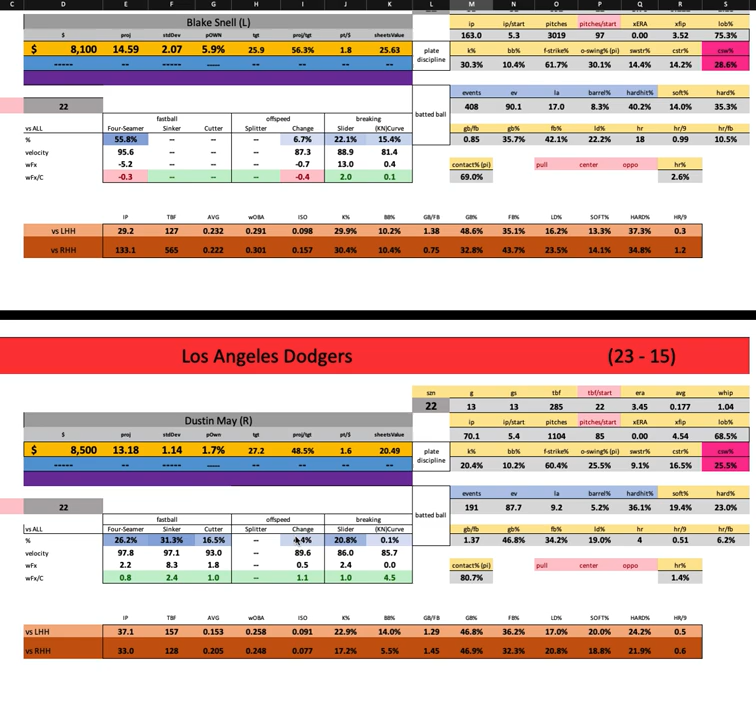 C D E F G H I J K L M N O P Q R S
Blake Snell (L) ip ip/start f-strike% pitches/start xERA xfip lob%
$ proj stdDev pOWN tgt proj/tgt pt/$ sheetsValue 163.0 5.3 3019 97 0.00 3.52 75.3%
$ 8,100 14.59 2.07 5.9% 25.9 56.3% 1.8 25.63 plate discipline k% bb% f-strike% o-swing% (pi) swstr% cstr% csw%
----- -- ----- ---- -- -- -- -- 30.3% 10.4% 61.7% 30.1% 14.4% 14.2% 28.6%
events ev la barrel% hardhit% soft% hard%
22 408 90.1 17.0 8.3% 40.2% 14.0% 35.3%
fastball offspeed breaking batted ball gb/fb gb% fb% ld% hr hr/9 hr/fb
vs ALL Four-Seamer Sinker Cutter Splitter Change Slider (KN)Curve 0.85 35.7% 42.1% 22.2% 18 0.99 10.5%
% 55.8% -- -- -- 6.7% 22.1% 15.4%
velocity 95.6 -- -- -- 87.3 88.9 81.4
wFx -5.2 -- -- -- -0.7 13.0 0.4 contact% (pi) pull center oppo hr%
wFx/C -0.3 -- -- -- -0.4 2.0 0.1 69.0% 2.6%
IP TBF AVG wOBA ISO K% BB% GB/FB GB% FB% LD% SOFT% HARD% HR/9
vs LHH 29.2 127 0.232 0.291 0.098 29.9% 10.2% 1.38 48.6% 35.1% 16.2% 13.3% 37.3% 0.3
vs RHH 133.1 565 0.222 0.301 0.157 30.4% 10.4% 0.75 32.8% 43.7% 23.5% 14.1% 34.8% 1.2
Los Angeles Dodgers (23 - 15)
szn g gs tbf tbf/start era avg whip
22 13 13 285 22 3.45 0.177 1.04
Dustin May (R) ip ip/start pitches pitches/start xERA xfip lob%
$ proj stdDev pOwn tgt proj/tgt pt/$ sheetsValue 70.1 5.4 1104 85 0.00 4.54 68.5%
$ 8,500 13.18 1.14 1.7% 27.2 48.5% 1.6 20.49 plate discipline k% bb% f-strike% o-swing% (pi) swstr% cstr% csw%
----- -- ----- ---- -- -- -- -- 20.4% 10.2% 60.4% 25.5% 9.1% 16.5% 25.5%
events ev la barrel% hardhit% soft% hard%
22 191 87.7 9.2 5.2% 36.1% 19.4% 23.0%
fastball offspeed breaking batted ball gb/fb gb% fb% ld% hr hr/9 hr/fb
vs ALL Four-Seamer Sinker Cutter Splitter Change Slider (KN)Curve 1.37 46.8% 34.2% 19.0% 4 0.51 6.2%
% 26.2% 31.3% 16.5% -- .4% 20.8% 0.1%
velocity 97.8 97.1 93.0 -- 89.6 86.0 85.7
wFx 2.2 8.3 1.8 -- 0.5 2.4 0.0 contact% (pi) pull center oppo hr%
wFx/C 0.8 2.4 1.0 -- 1.1 1.0 4.5 80.7% 1.4%
IP TBF AVG wOBA ISO K% BB% GB/FB GB% FB% LD% SOFT% HARD% HR/9
vs LHH 37.1 157 0.153 0.258 0.091 22.9% 14.0% 1.29 46.8% 36.2% 17.0% 20.0% 24.2% 0.5
vs RHH 33.0 128 0.205 0.248 0.077 17.2% 5.5% 1.45 46.9% 32.3% 20.8% 18.8% 21.9% 0.6